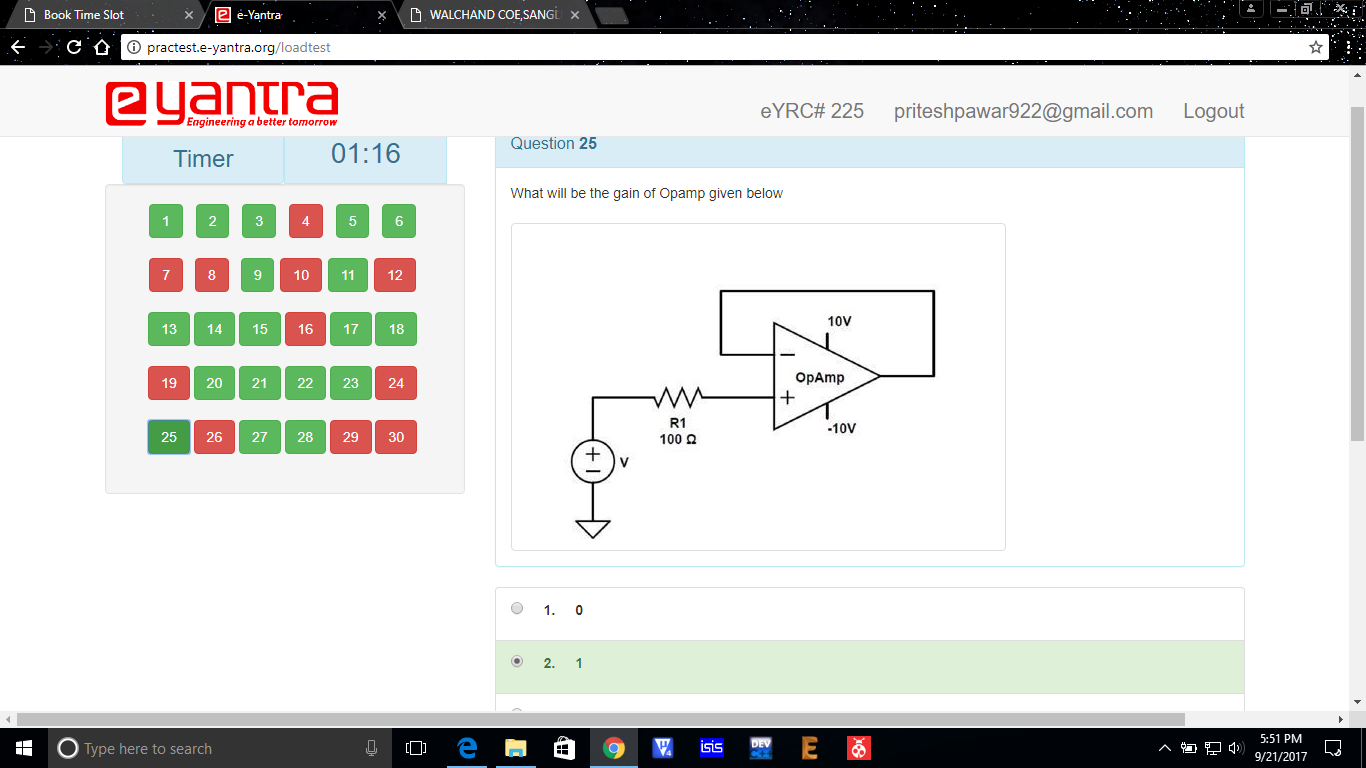 Book Time Slot
e-Yantra
WALCHAND COE,SANGL
practest.e-yantra.org/loadtest
e yantra
Engineering a better tomorrow
eYRC# 225 priteshpawar922@gmail.com Logout
Timer 01:16
1 2 3 4 5 6
7 8 9 10 11 12
13 14 15 16 17 18
19 20 21 22 23 24
25 26 27 28 29 30
Question 25
What will be the gain of Opamp given below
10V
−
OpAmp
+
-10V
R1
100 Ω
+
−
V
1. 0
2. 1
Type here to search
isis
DEV
5:51 PM
9/21/2017